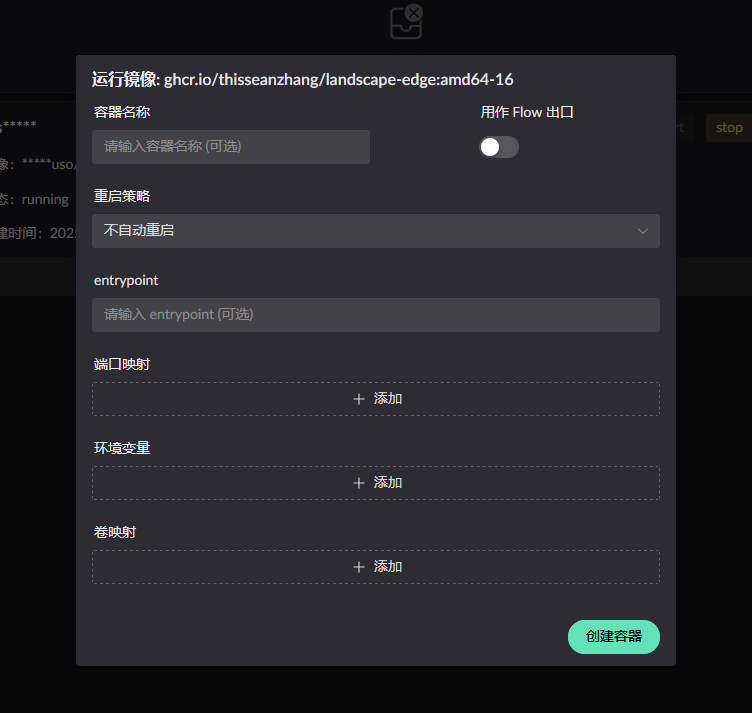 运行镜像: ghcr.io/thisseanzhang/landscape-edge:amd64-16
容器名称
用作 Flow 出口
请输入容器名称 (可选)
重启策略
不自动重启
entrypoint
请输入 entrypoint (可选)
端口映射
添加
环境变量
添加
卷映射
添加
创建容器
s*****
stop
像: *****uso/
态: running
建时间: 202